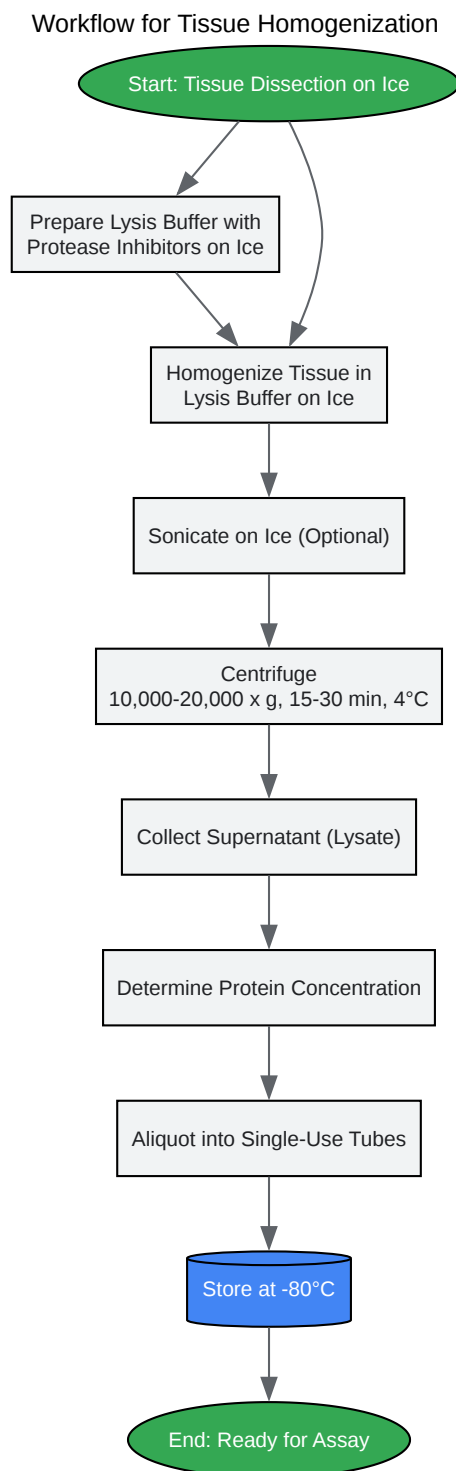 Workflow for Tissue Homogenization
Start: Tissue Dissection on Ice
Prepare Lysis Buffer with
Protease Inhibitors on Ice
Homogenize Tissue in
Lysis Buffer on Ice
Sonicate on Ice (Optional)
Centrifuge
10,000-20,000 x g, 15-30 min, 4°C
Collect Supernatant (Lysate)
Determine Protein Concentration
Aliquot into Single-Use Tubes
Store at -80°C
End: Ready for Assay